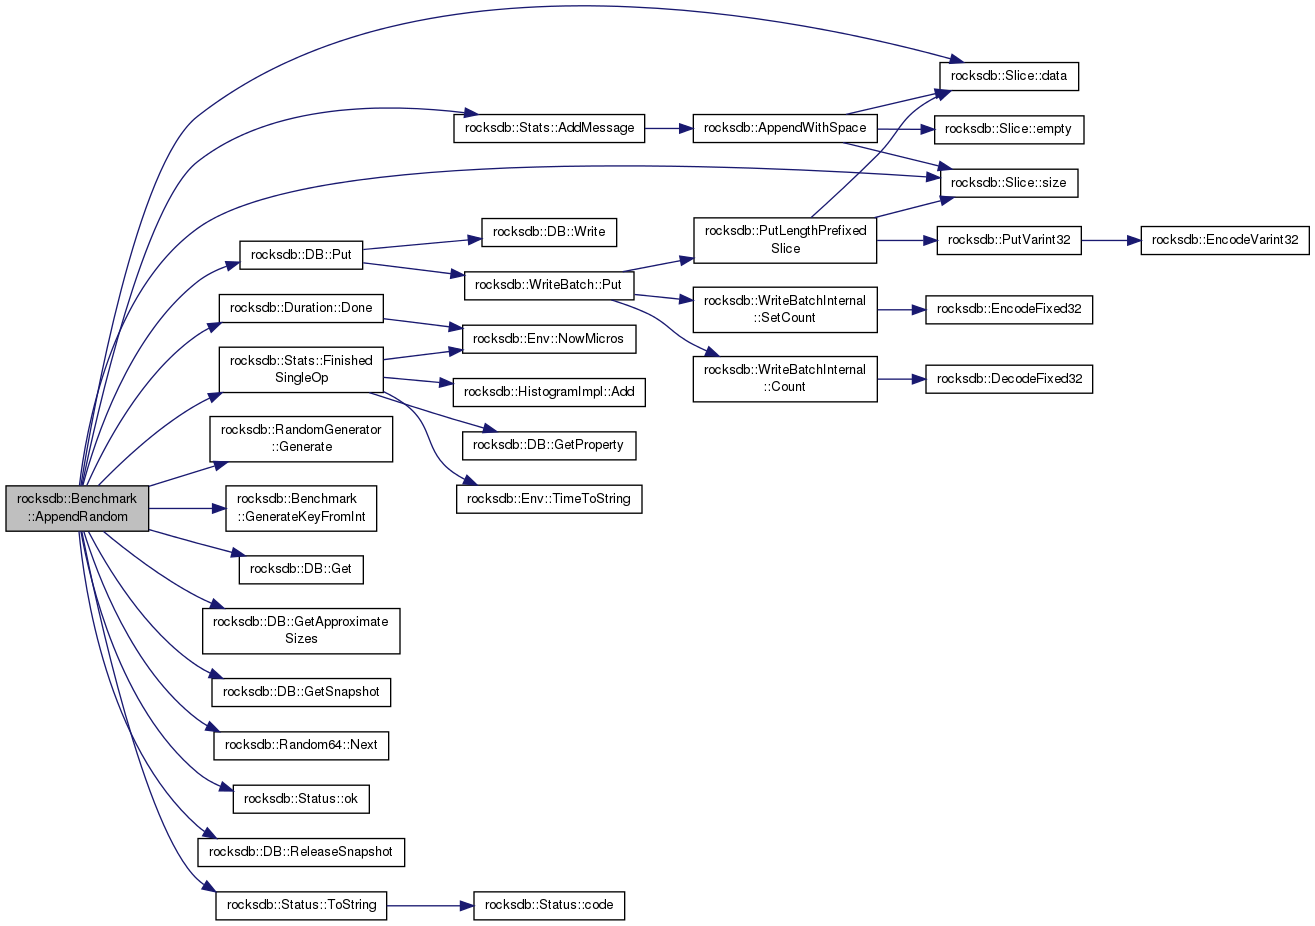 rocksdb::Slice::data
rocksdb::Stats::AddMessage
rocksdb::AppendWithSpace
rocksdb::Slice::empty
rocksdb::Slice::size
rocksdb::DB::Write
rocksdb::PutLengthPrefixed
Slice
rocksdb::PutVarint32
rocksdb::EncodeVarint32
rocksdb::DB::Put
rocksdb::WriteBatch::Put
rocksdb::Duration::Done
rocksdb::WriteBatchInternal
::SetCount
rocksdb::EncodeFixed32
rocksdb::Env::NowMicros
rocksdb::Stats::Finished
SingleOp
rocksdb::WriteBatchInternal
::Count
rocksdb::DecodeFixed32
rocksdb::HistogramImpl::Add
rocksdb::RandomGenerator
::Generate
rocksdb::DB::GetProperty
rocksdb::Benchmark
::AppendRandom
rocksdb::Benchmark
::GenerateKeyFromInt
rocksdb::Env::TimeToString
rocksdb::DB::Get
rocksdb::DB::GetApproximate
Sizes
rocksdb::DB::GetSnapshot
rocksdb::Random64::Next
rocksdb::Status::ok
rocksdb::DB::ReleaseSnapshot
rocksdb::Status::ToString
rocksdb::Status::code